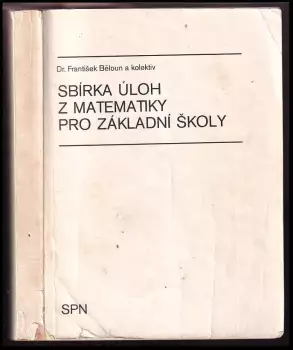 Dr. František Běloun a kolektiv
SBÍRKA ÚLOH
Z MATEMATIKY
PRO ZÁKLADNÍ ŠKOLY
SPN